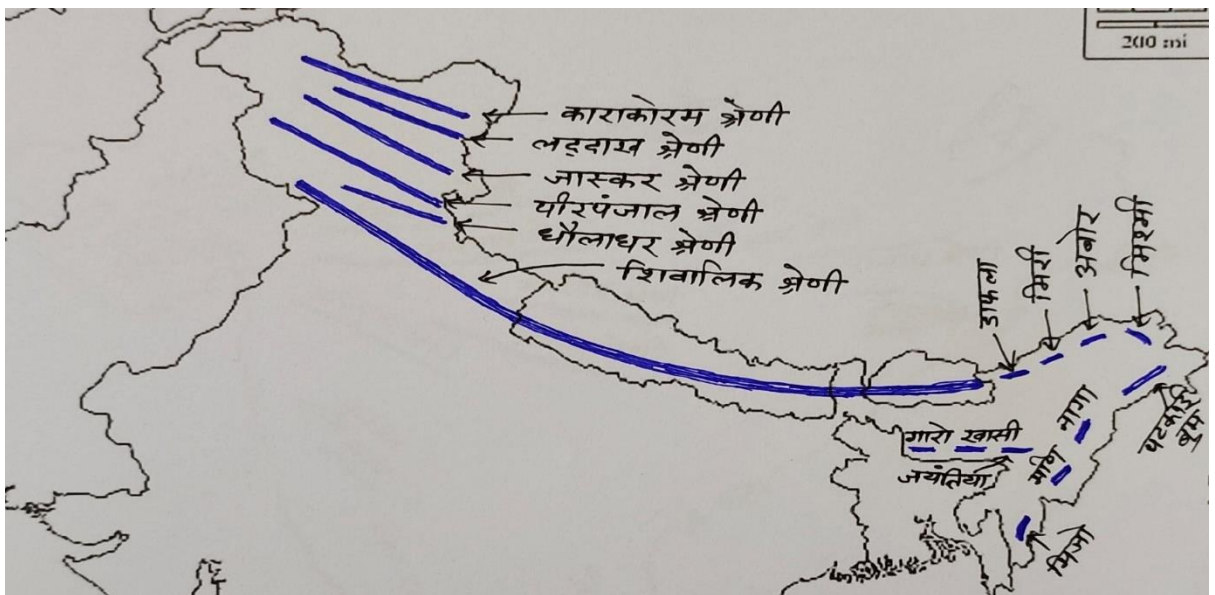 200 mi
काराकोरम श्रेणी
लद्दाख श्रेणी
जास्कर श्रेणी
पीरपंजाल श्रेणी
धौलाधर श्रेणी
शिवालिक श्रेणी
डाफला
मिरी
अबोर
मिश्मी
पटकोई
बूम
नागा
गारो खासी
जयंतिया
मणि
मिजो